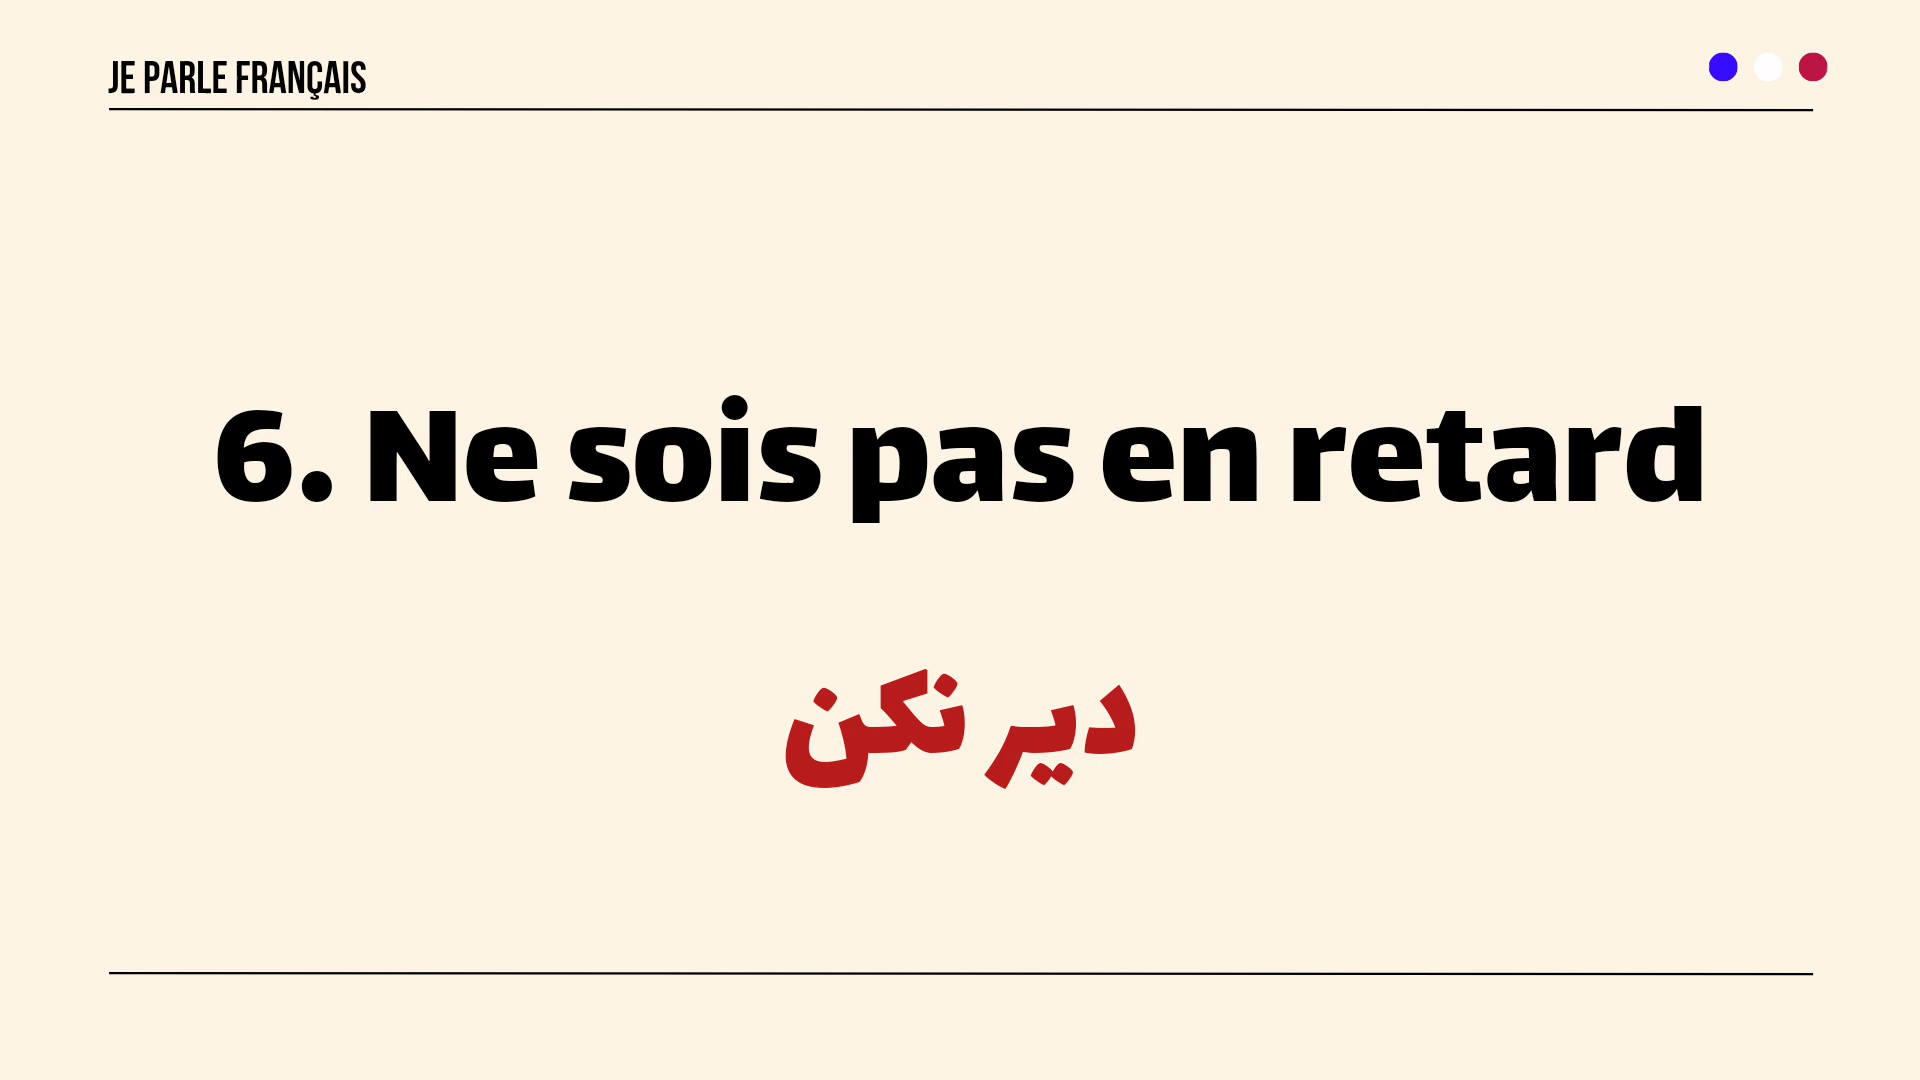 JE PARLE FRANÇAIS
6. Ne sois pas en retard
دیر نکن